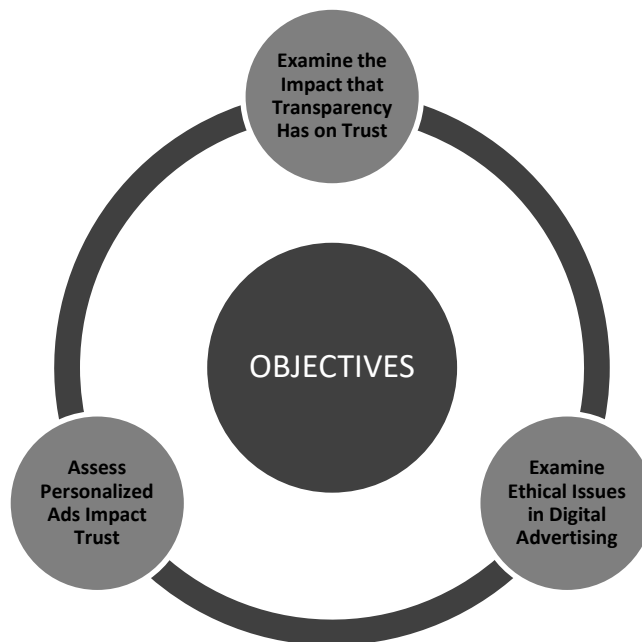 Examine the
Impact that
Transparency
Has on Trust
OBJECTIVES
Assess
Personalized
Ads Impact
Trust
Examine
Ethical Issues
in Digital
Advertising